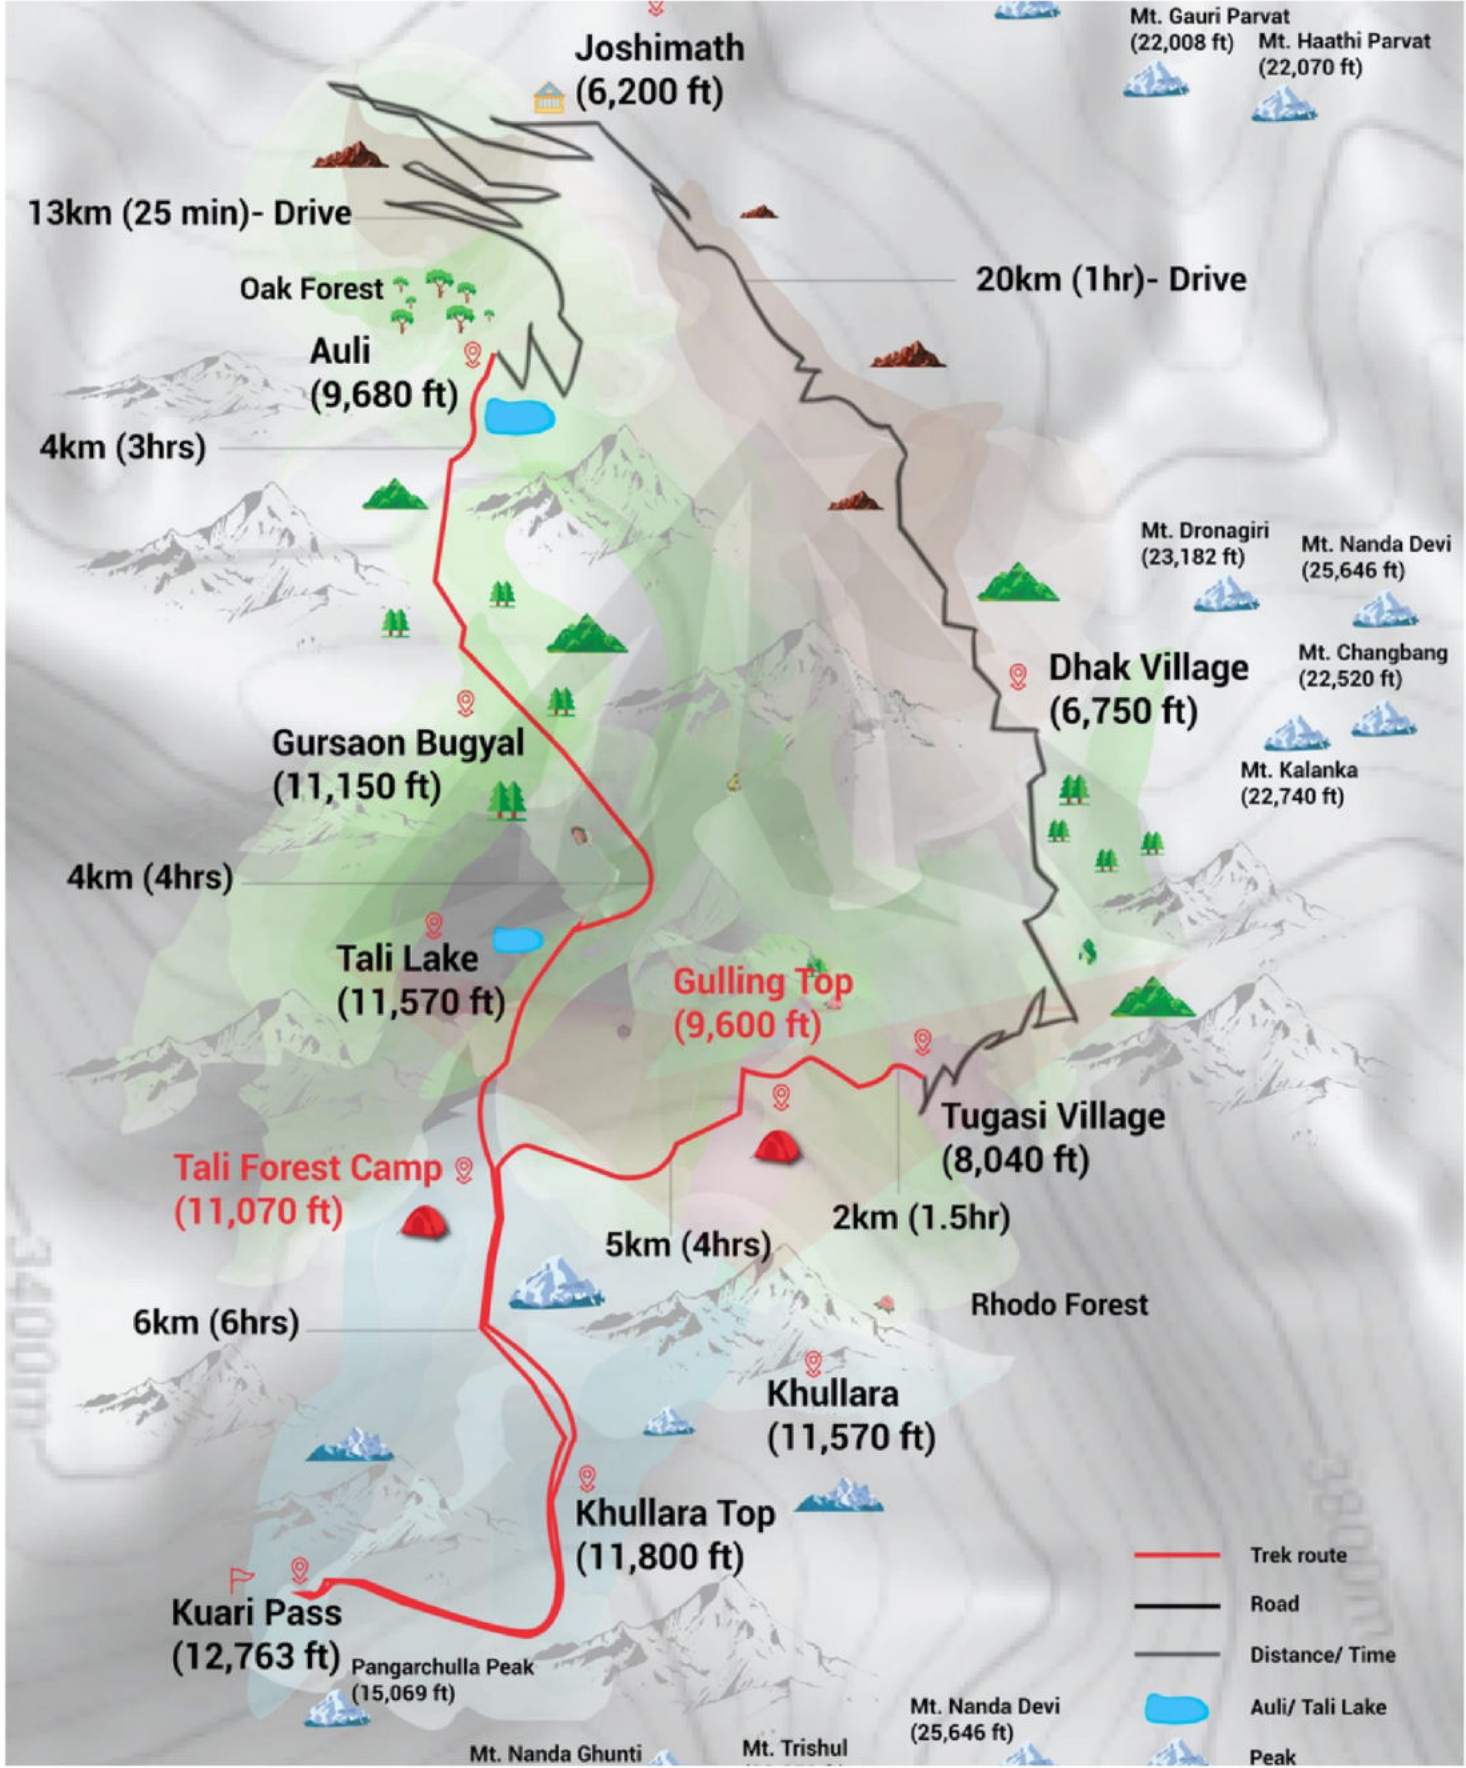 Mt. Gauri Parvat
(22,008 ft)
Mt. Haathi Parvat
(22,070 ft)
Joshimath
(6,200 ft)
13km (25 min)- Drive
20km (1hr)- Drive
Oak Forest
Auli
(9,680 ft)
4km (3hrs)
Mt. Dronagiri
(23,182 ft)
Mt. Nanda Devi
(25,646 ft)
Mt. Changbang
(22,520 ft)
Dhak Village
(6,750 ft)
Mt. Kalanka
(22,740 ft)
Gursaon Bugyal
(11,150 ft)
4km (4hrs)
Tali Lake
(11,570 ft)
Gulling Top
(9,600 ft)
Tugasi Village
(8,040 ft)
Tali Forest Camp
(11,070 ft)
2km (1.5hr)
5km (4hrs)
Rhodo Forest
6km (6hrs)
3400m
Khullara
(11,570 ft)
Khullara Top
(11,800 ft)
3800m
Kuari Pass
(12,763 ft)
Pangarchulla Peak
(15,069 ft)
Trek route
Road
Distance/ Time
Auli/ Tali Lake
Peak
Mt. Nanda Devi
(25,646 ft)
Mt. Nanda Ghunti
Mt. Trishul